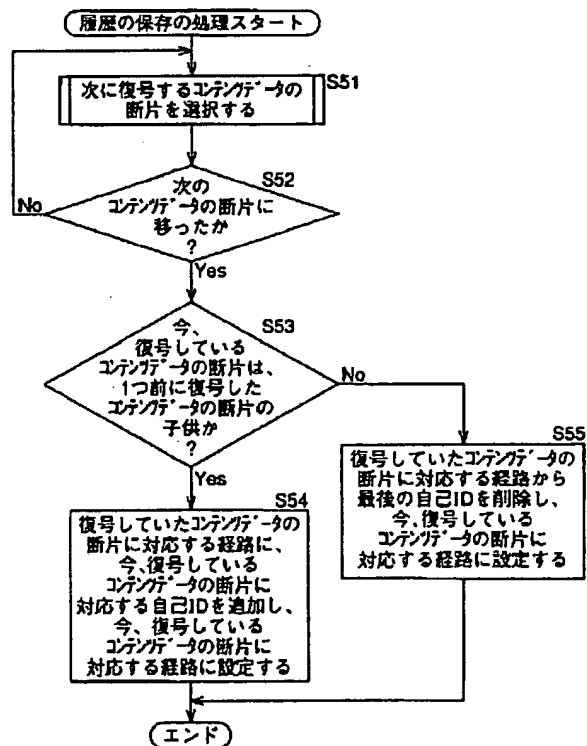 履歴の保存の処理スタート
S51
次に復号するコンテンツデータの
断片を選択する
S52
次の
コンテンツデータの断片に
移ったか
?
No
Yes
S53
今、
復号している
コンテンツデータの断片は、
1つ前に復号した
コンテンツデータの断片の
子供か
?
No
Yes
S54
復号していたコンテンツデータの
断片に対応する経路に、
今、復号している
コンテンツデータの断片に
対応する自己IDを追加し、
今、復号している
コンテンツデータの断片に
対応する経路に設定する
S55
復号していたコンテンツデータの
断片に対応する経路から
最後の自己IDを削除し、
今、復号している
コンテンツデータの断片に
対応する経路に設定する
エンド